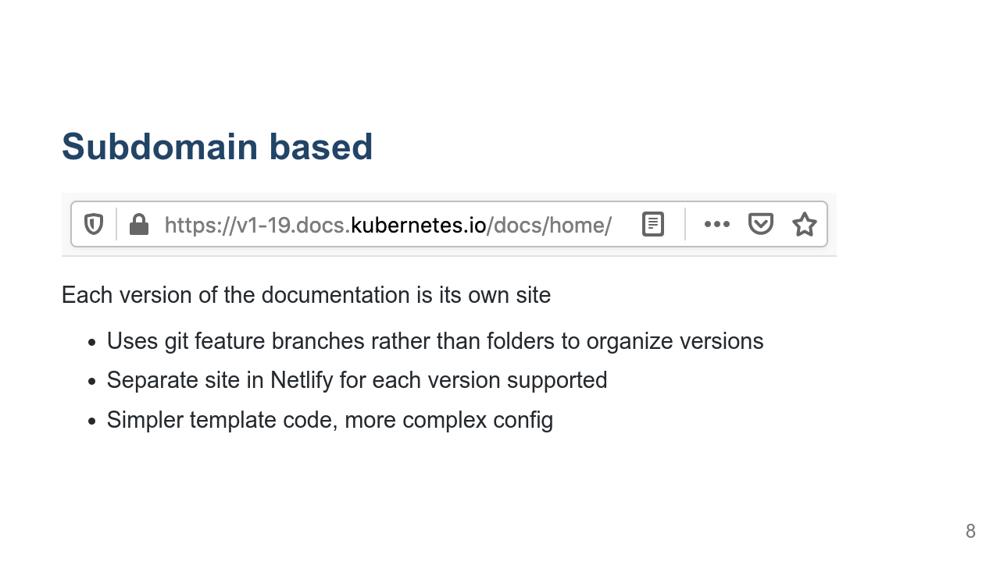 Subdomain based
https://v1-19.docs.kubernetes.io/docs/home/
Each version of the documentation is its own site
• Uses git feature branches rather than folders to organize versions
• Separate site in Netlify for each version supported
• Simpler template code, more complex config
8